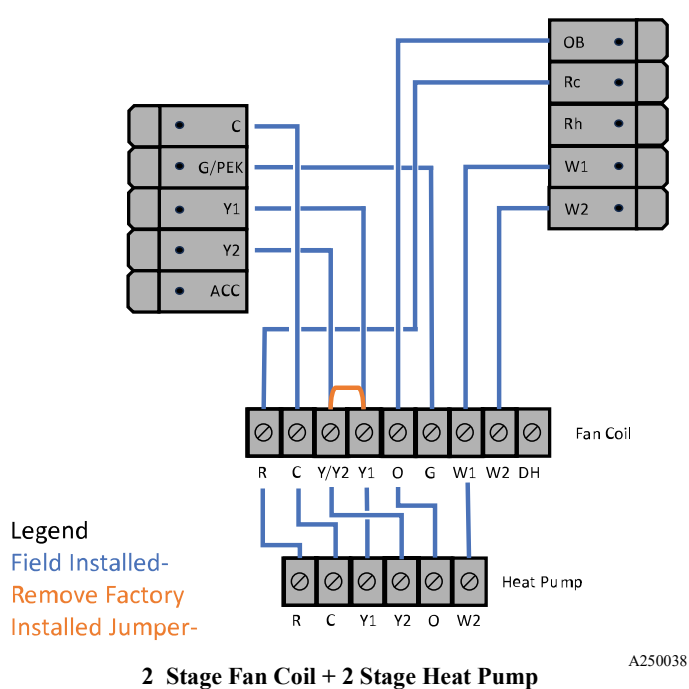 OB
Rc
Rh
W1
W2
C
G/PEK
Y1
Y2
ACC
Fan Coil
R C Y/Y2 Y1 O G W1 W2 DH
Legend
Field Installed-
Remove Factory
Installed Jumper-
Heat Pump
R C Y1 Y2 O W2
A250038
2 Stage Fan Coil + 2 Stage Heat Pump